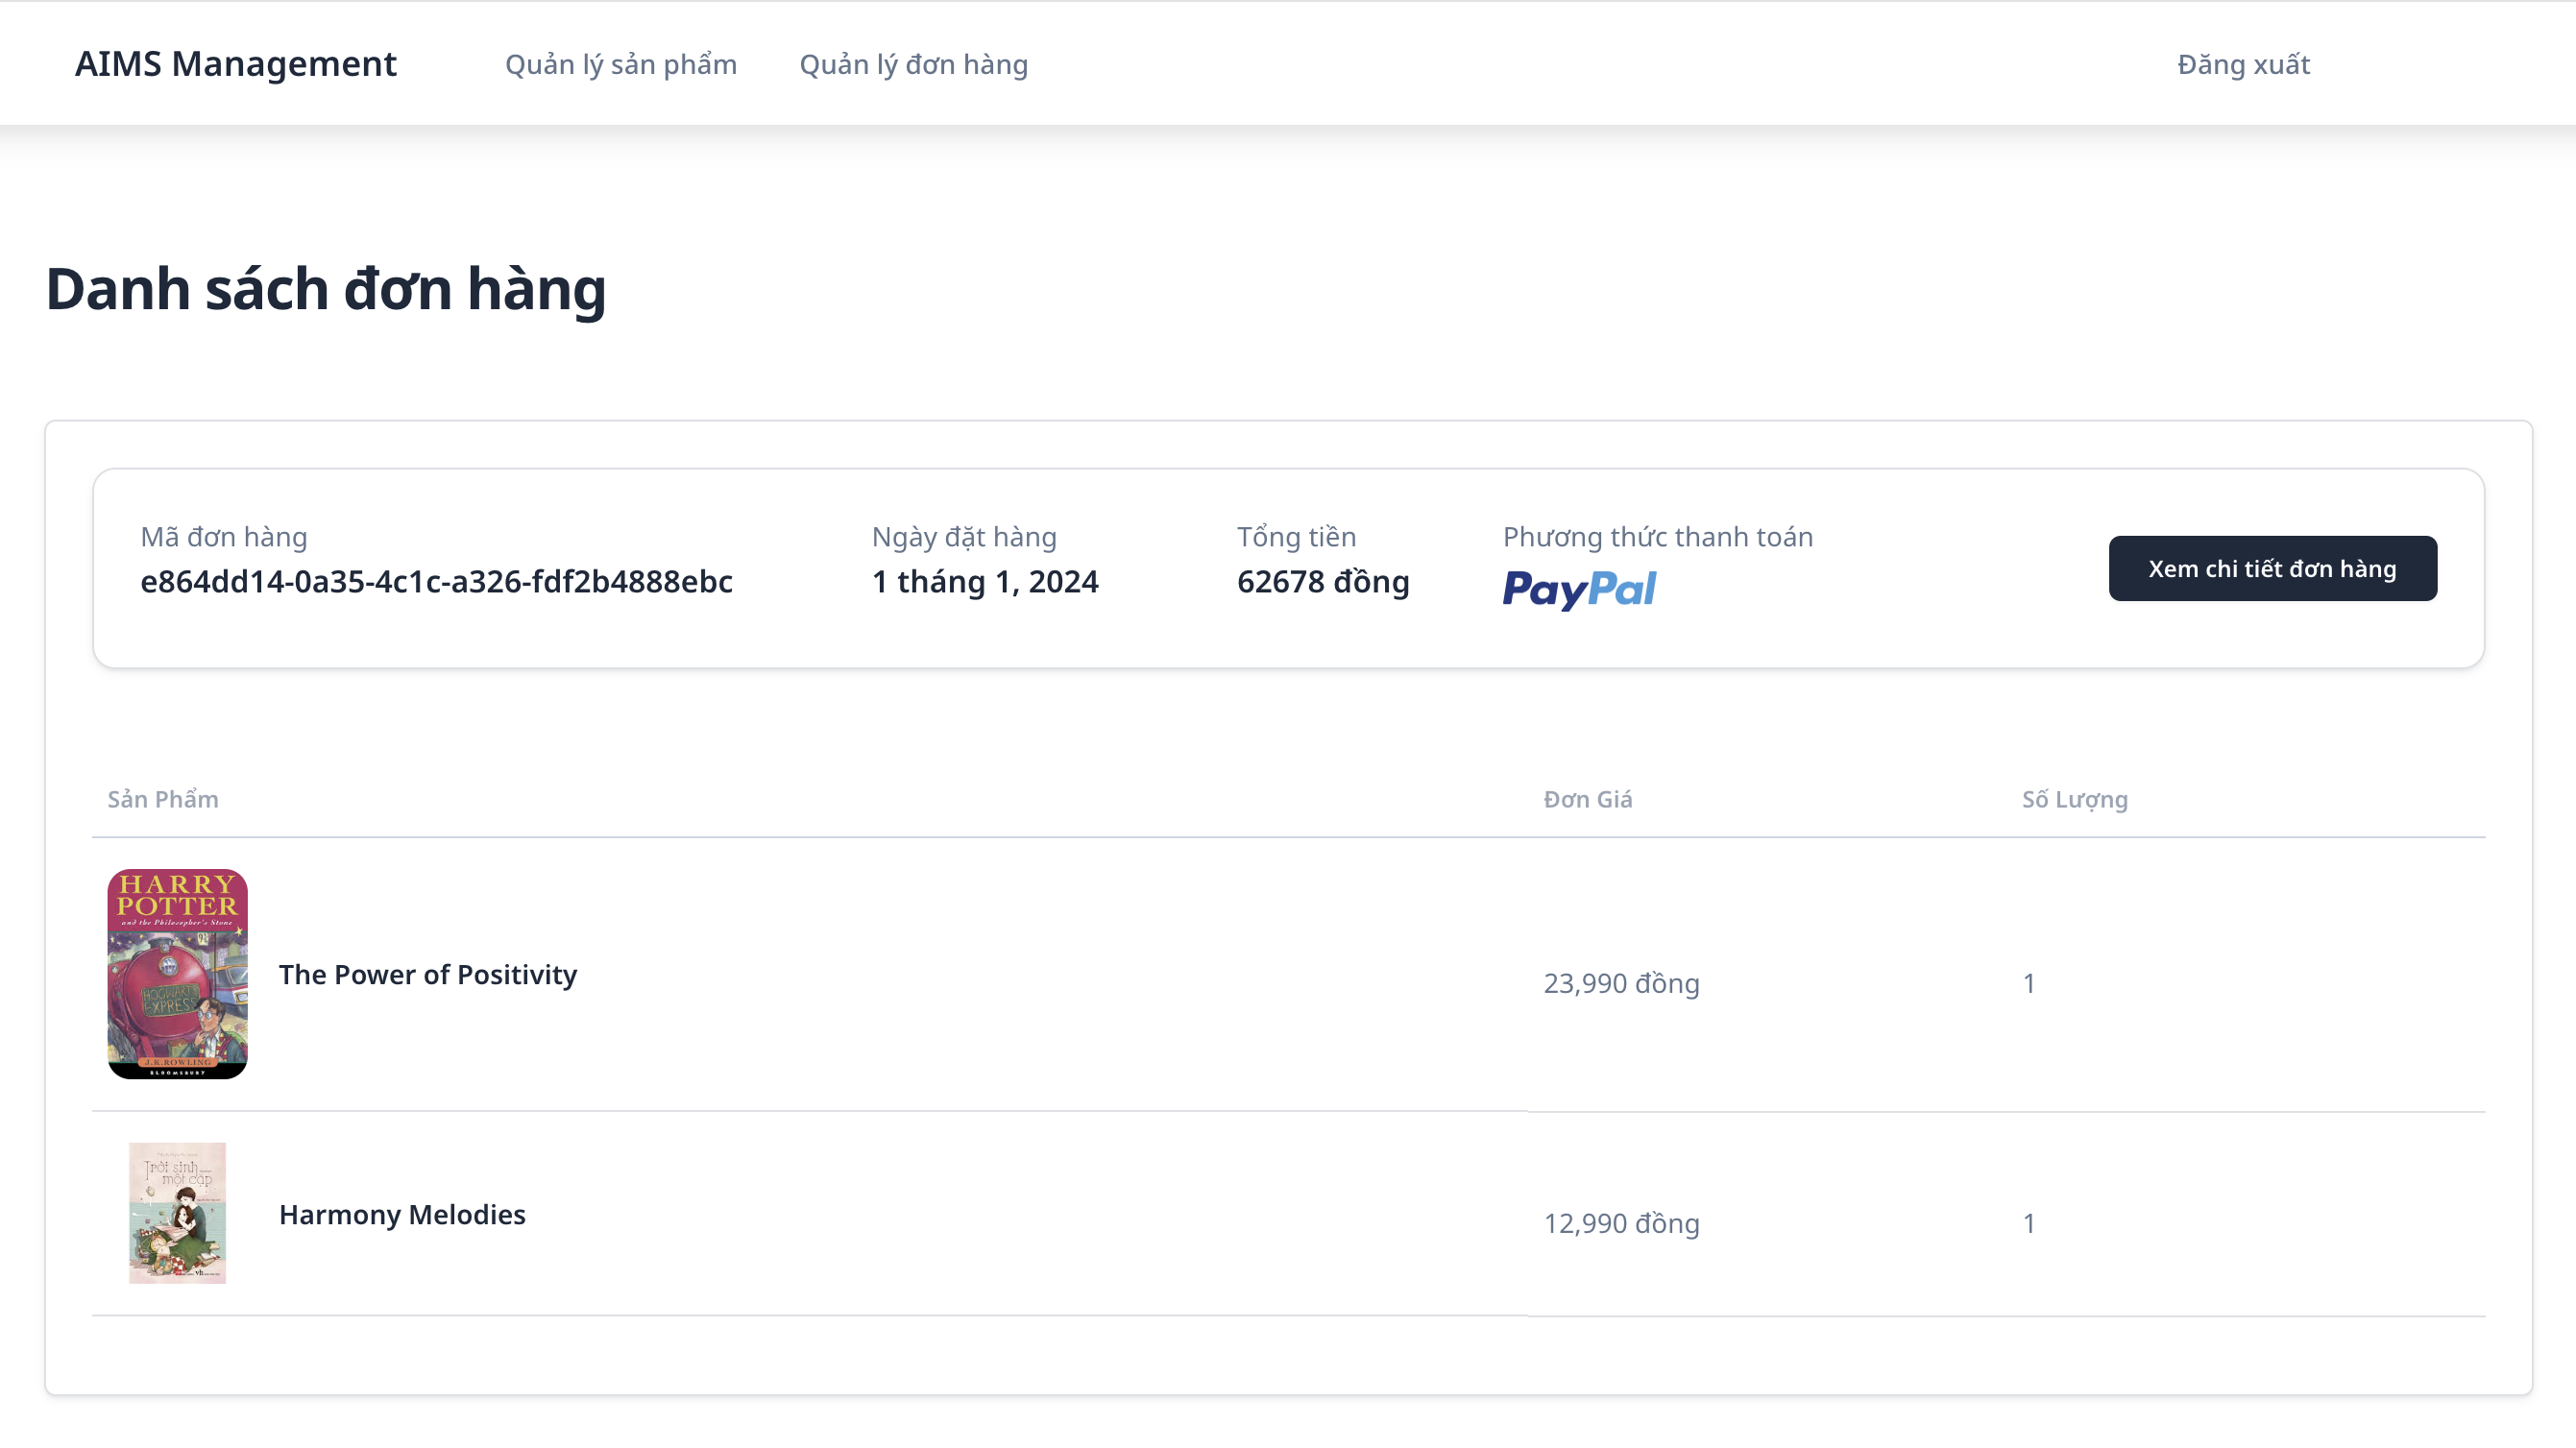 AIMS Management Quản lý sản phẩm Quản lý đơn hàng Đăng xuất
Danh sách đơn hàng
Mã đơn hàng Ngày đặt hàng Tổng tiền Phương thức thanh toán
e864dd14-0a35-4c1c-a326-fdf2b4888ebc 1 tháng 1, 2024 62678 đồng PayPal
Xem chi tiết đơn hàng
Sản Phẩm Đơn Giá Số Lượng
HARRY
POTTER
and the Philosopher's Stone
HOGWARTS
EXPRESS
J.K.ROWLING
BLOOMSBURY
The Power of Positivity 23,990 đồng 1
Trời sinh
một cặp
Harmony Melodies 12,990 đồng 1